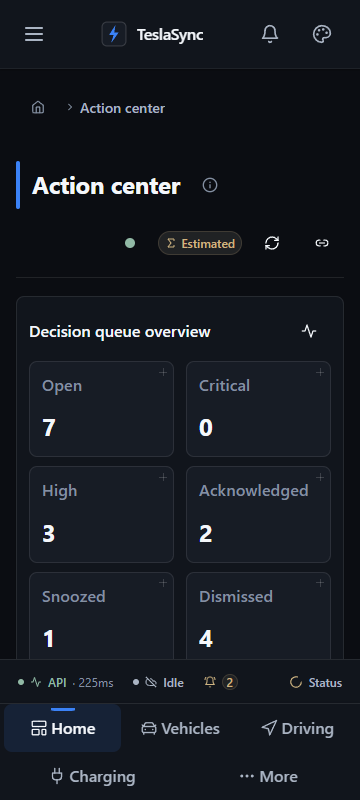 TeslaSync
Action center
Action center
Estimated
Decision queue overview
Open
Critical
7
0
High
Acknowledged
3
2
Snoozed
Dismissed
1
4
API · 225ms
Idle
2
Status
Home
Vehicles
Driving
Charging
More